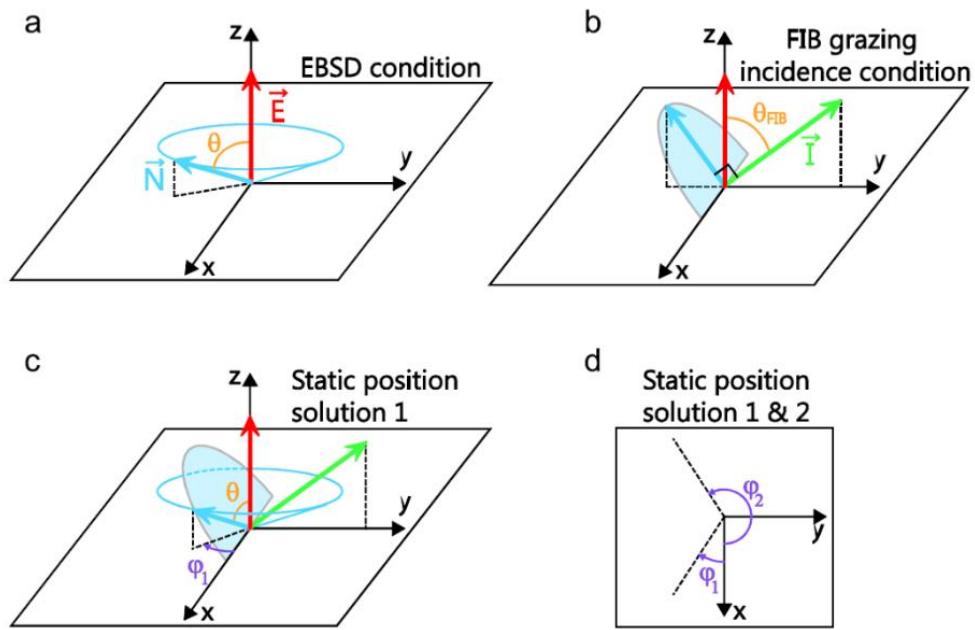 a
EBSD condition
z
E
θ
N
y
x
b
FIB grazing
incidence condition
z
θFIB
I
y
x
c
Static position
solution 1
z
θ
y
φ1
x
d
Static position
solution 1 & 2
φ2
y
φ1
x